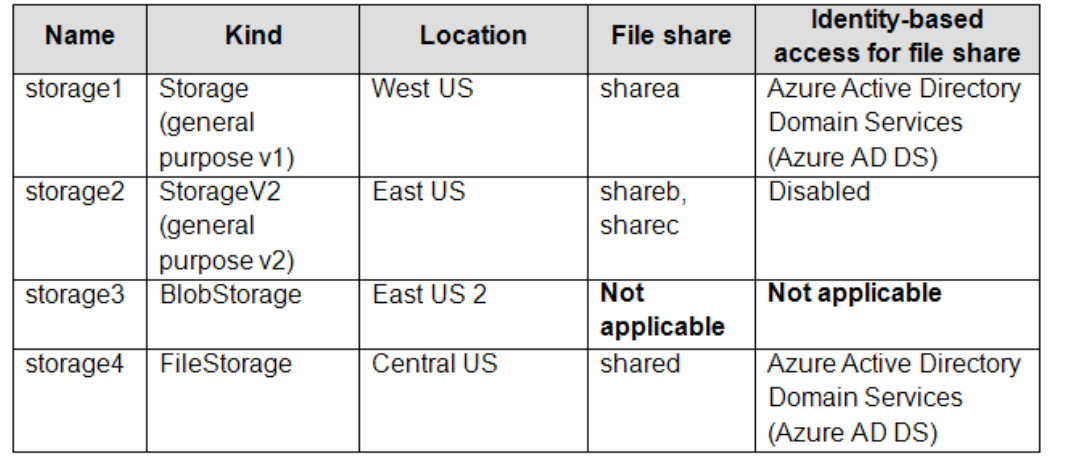 Name Kind Location File share Identity-based access for file share
storage1 Storage (general purpose v1) West US sharea Azure Active Directory Domain Services (Azure AD DS)
storage2 StorageV2 (general purpose v2) East US shareb, sharec Disabled
storage3 BlobStorage East US 2 Not applicable Not applicable
storage4 FileStorage Central US shared Azure Active Directory Domain Services (Azure AD DS)